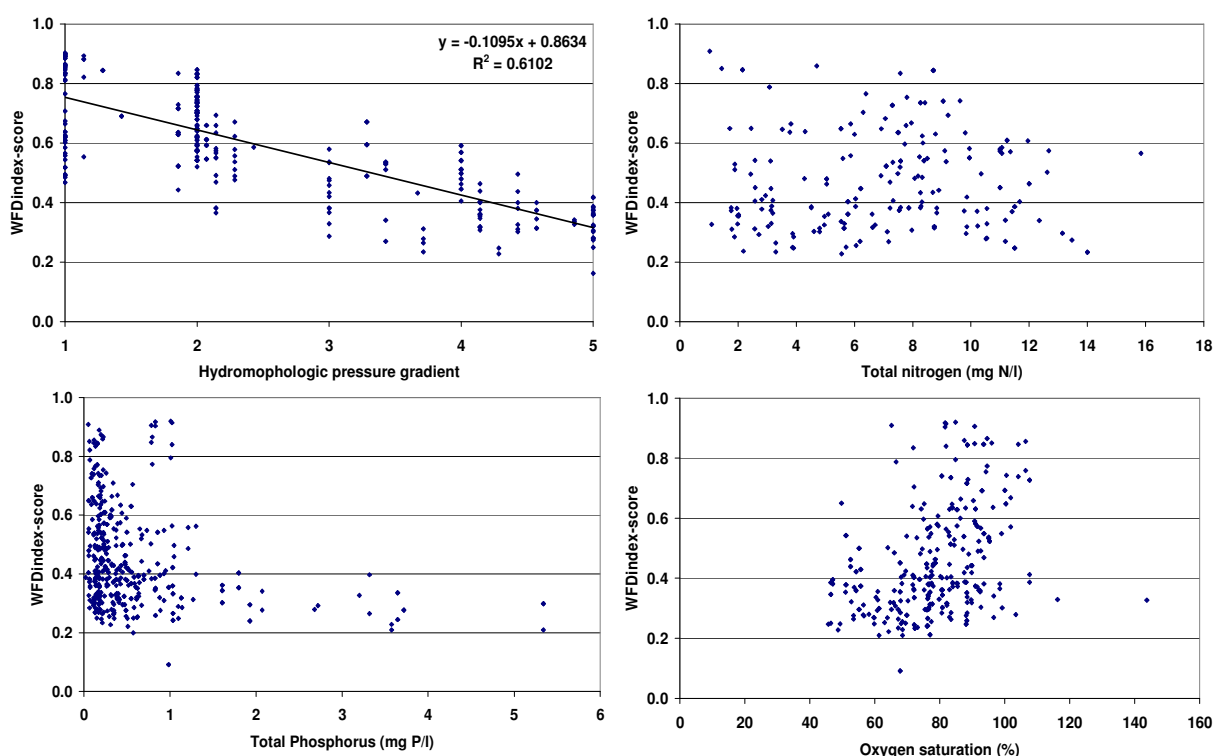 1.0
0.8
0.6
0.4
0.2
0.0
WFDindex-score
y = -0.1095x + 0.8634
R² = 0.6102
1 2 3 4 5
Hydromophologic pressure gradient
1.0
0.8
0.6
0.4
0.2
0.0
WFDindex-score
0 2 4 6 8 10 12 14 16 18
Total nitrogen (mg N/l)
1.0
0.8
0.6
0.4
0.2
0.0
WFDindex-score
0 1 2 3 4 5 6
Total Phosphorus (mg P/l)
1.0
0.8
0.6
0.4
0.2
0.0
WFDindex-score
0 20 40 60 80 100 120 140 160
Oxygen saturation (%)